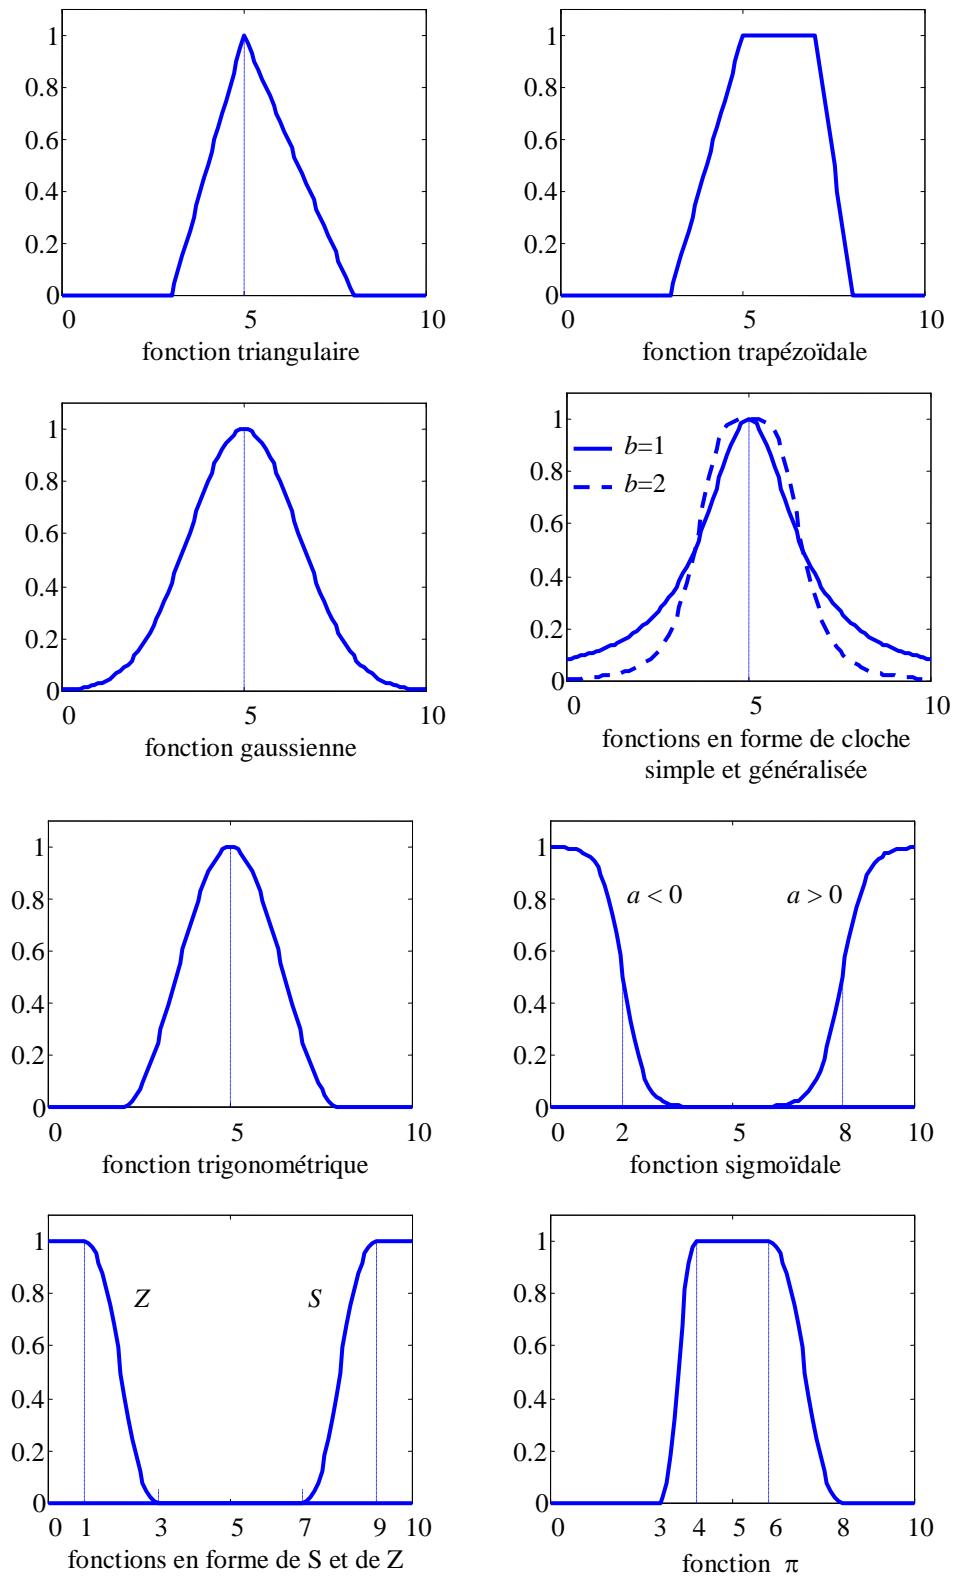 1
0.8
0.6
0.4
0.2
0
0 5 10
fonction triangulaire
1
0.8
0.6
0.4
0.2
0
0 5 10
fonction trapézoïdale
1
0.8
0.6
0.4
0.2
0
0 5 10
fonction gaussienne
1
0.8
0.6
0.4
0.2
0
b=1
b=2
0 5 10
fonctions en forme de cloche
simple et généralisée
1
0.8
0.6
0.4
0.2
0
0 5 10
fonction trigonométrique
1
0.8
0.6
0.4
0.2
0
a < 0 a > 0
0 2 5 8 10
fonction sigmoïdale
1
0.8
0.6
0.4
0.2
0
Z S
0 1 3 5 7 9 10
fonctions en forme de S et de Z
1
0.8
0.6
0.4
0.2
0
0 3 4 5 6 8 10
fonction π